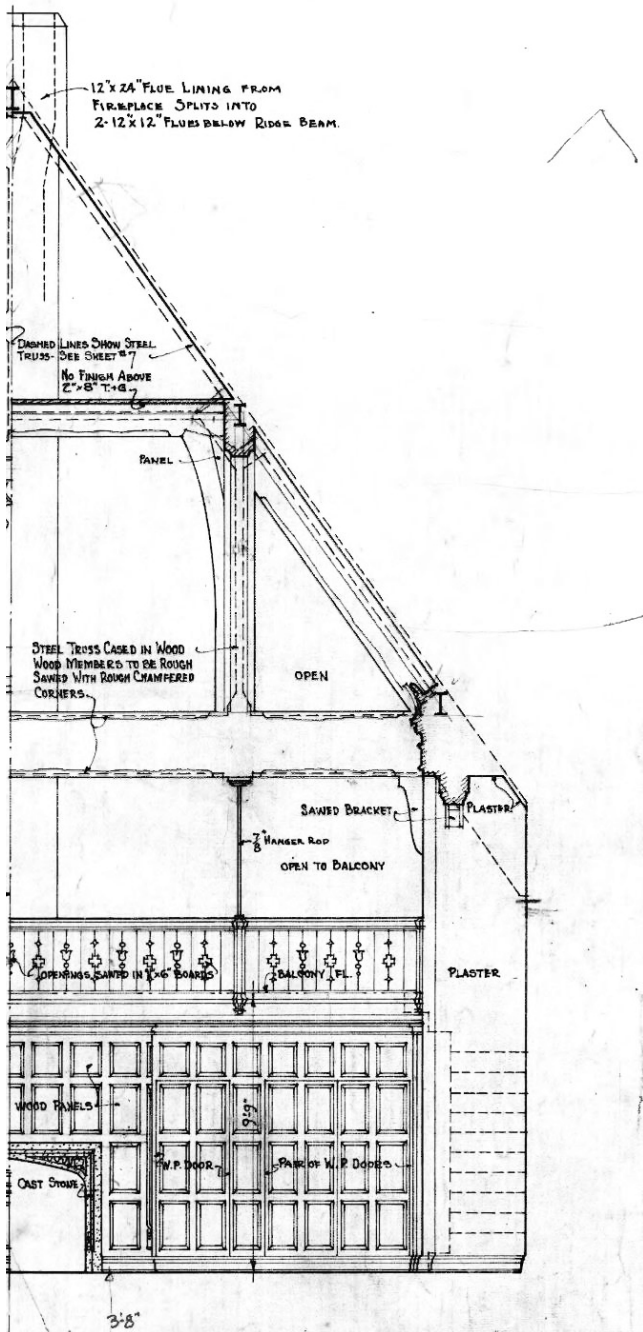 12"x24" FLUE LINING FROM
FIREPLACE SPLITS INTO
2-12"x12" FLUES BELOW RIDGE BEAM.
DASHED LINES SHOW STEEL
TRUSS- SEE SHEET #7
NO FINISH ABOVE
2"x8" T.+G.
PANEL
STEEL TRUSS CASED IN WOOD
WOOD MEMBERS TO BE ROUGH
SAWED WITH ROUGH CHAMFERED
CORNERS.
OPEN
SAWED BRACKET
PLASTER
7/8" HANGER ROD
OPEN TO BALCONY
OPENINGS SAWED IN 1"x6" BOARDS
BALCONY FL.
PLASTER
WOOD PANELS
9'-9"
W.P. DOOR
PAIR OF W.P. DOORS
CAST STONE
3'-8"